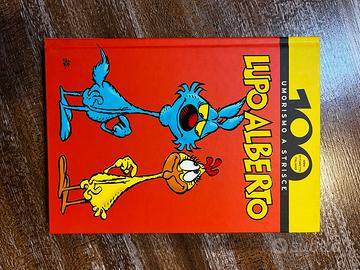 100
UMORISMO A STRISCE
LUPO ALBERTO